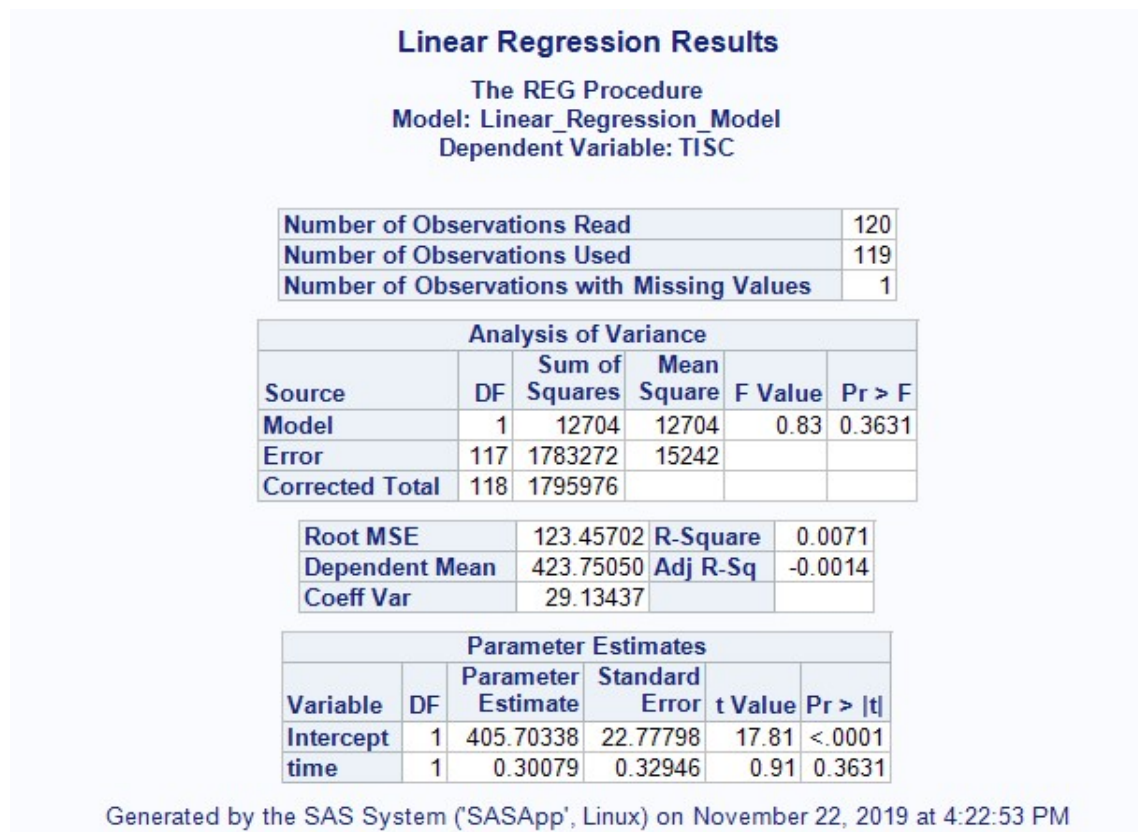 Linear Regression Results
The REG Procedure
Model: Linear_Regression_Model
Dependent Variable: TISC
Number of Observations Read 120
Number of Observations Used 119
Number of Observations with Missing Values 1
Analysis of Variance
Source DF Sum of Squares Mean Square F Value Pr > F
Model 1 12704 12704 0.83 0.3631
Error 117 1783272 15242
Corrected Total 118 1795976
Root MSE 123.45702 R-Square 0.0071
Dependent Mean 423.75050 Adj R-Sq -0.0014
Coeff Var 29.13437
Parameter Estimates
Variable DF Parameter Estimate Standard Error t Value Pr > |t|
Intercept 1 405.70338 22.77798 17.81 <.0001
time 1 0.30079 0.32946 0.91 0.3631
Generated by the SAS System ('SASApp', Linux) on November 22, 2019 at 4:22:53 PM